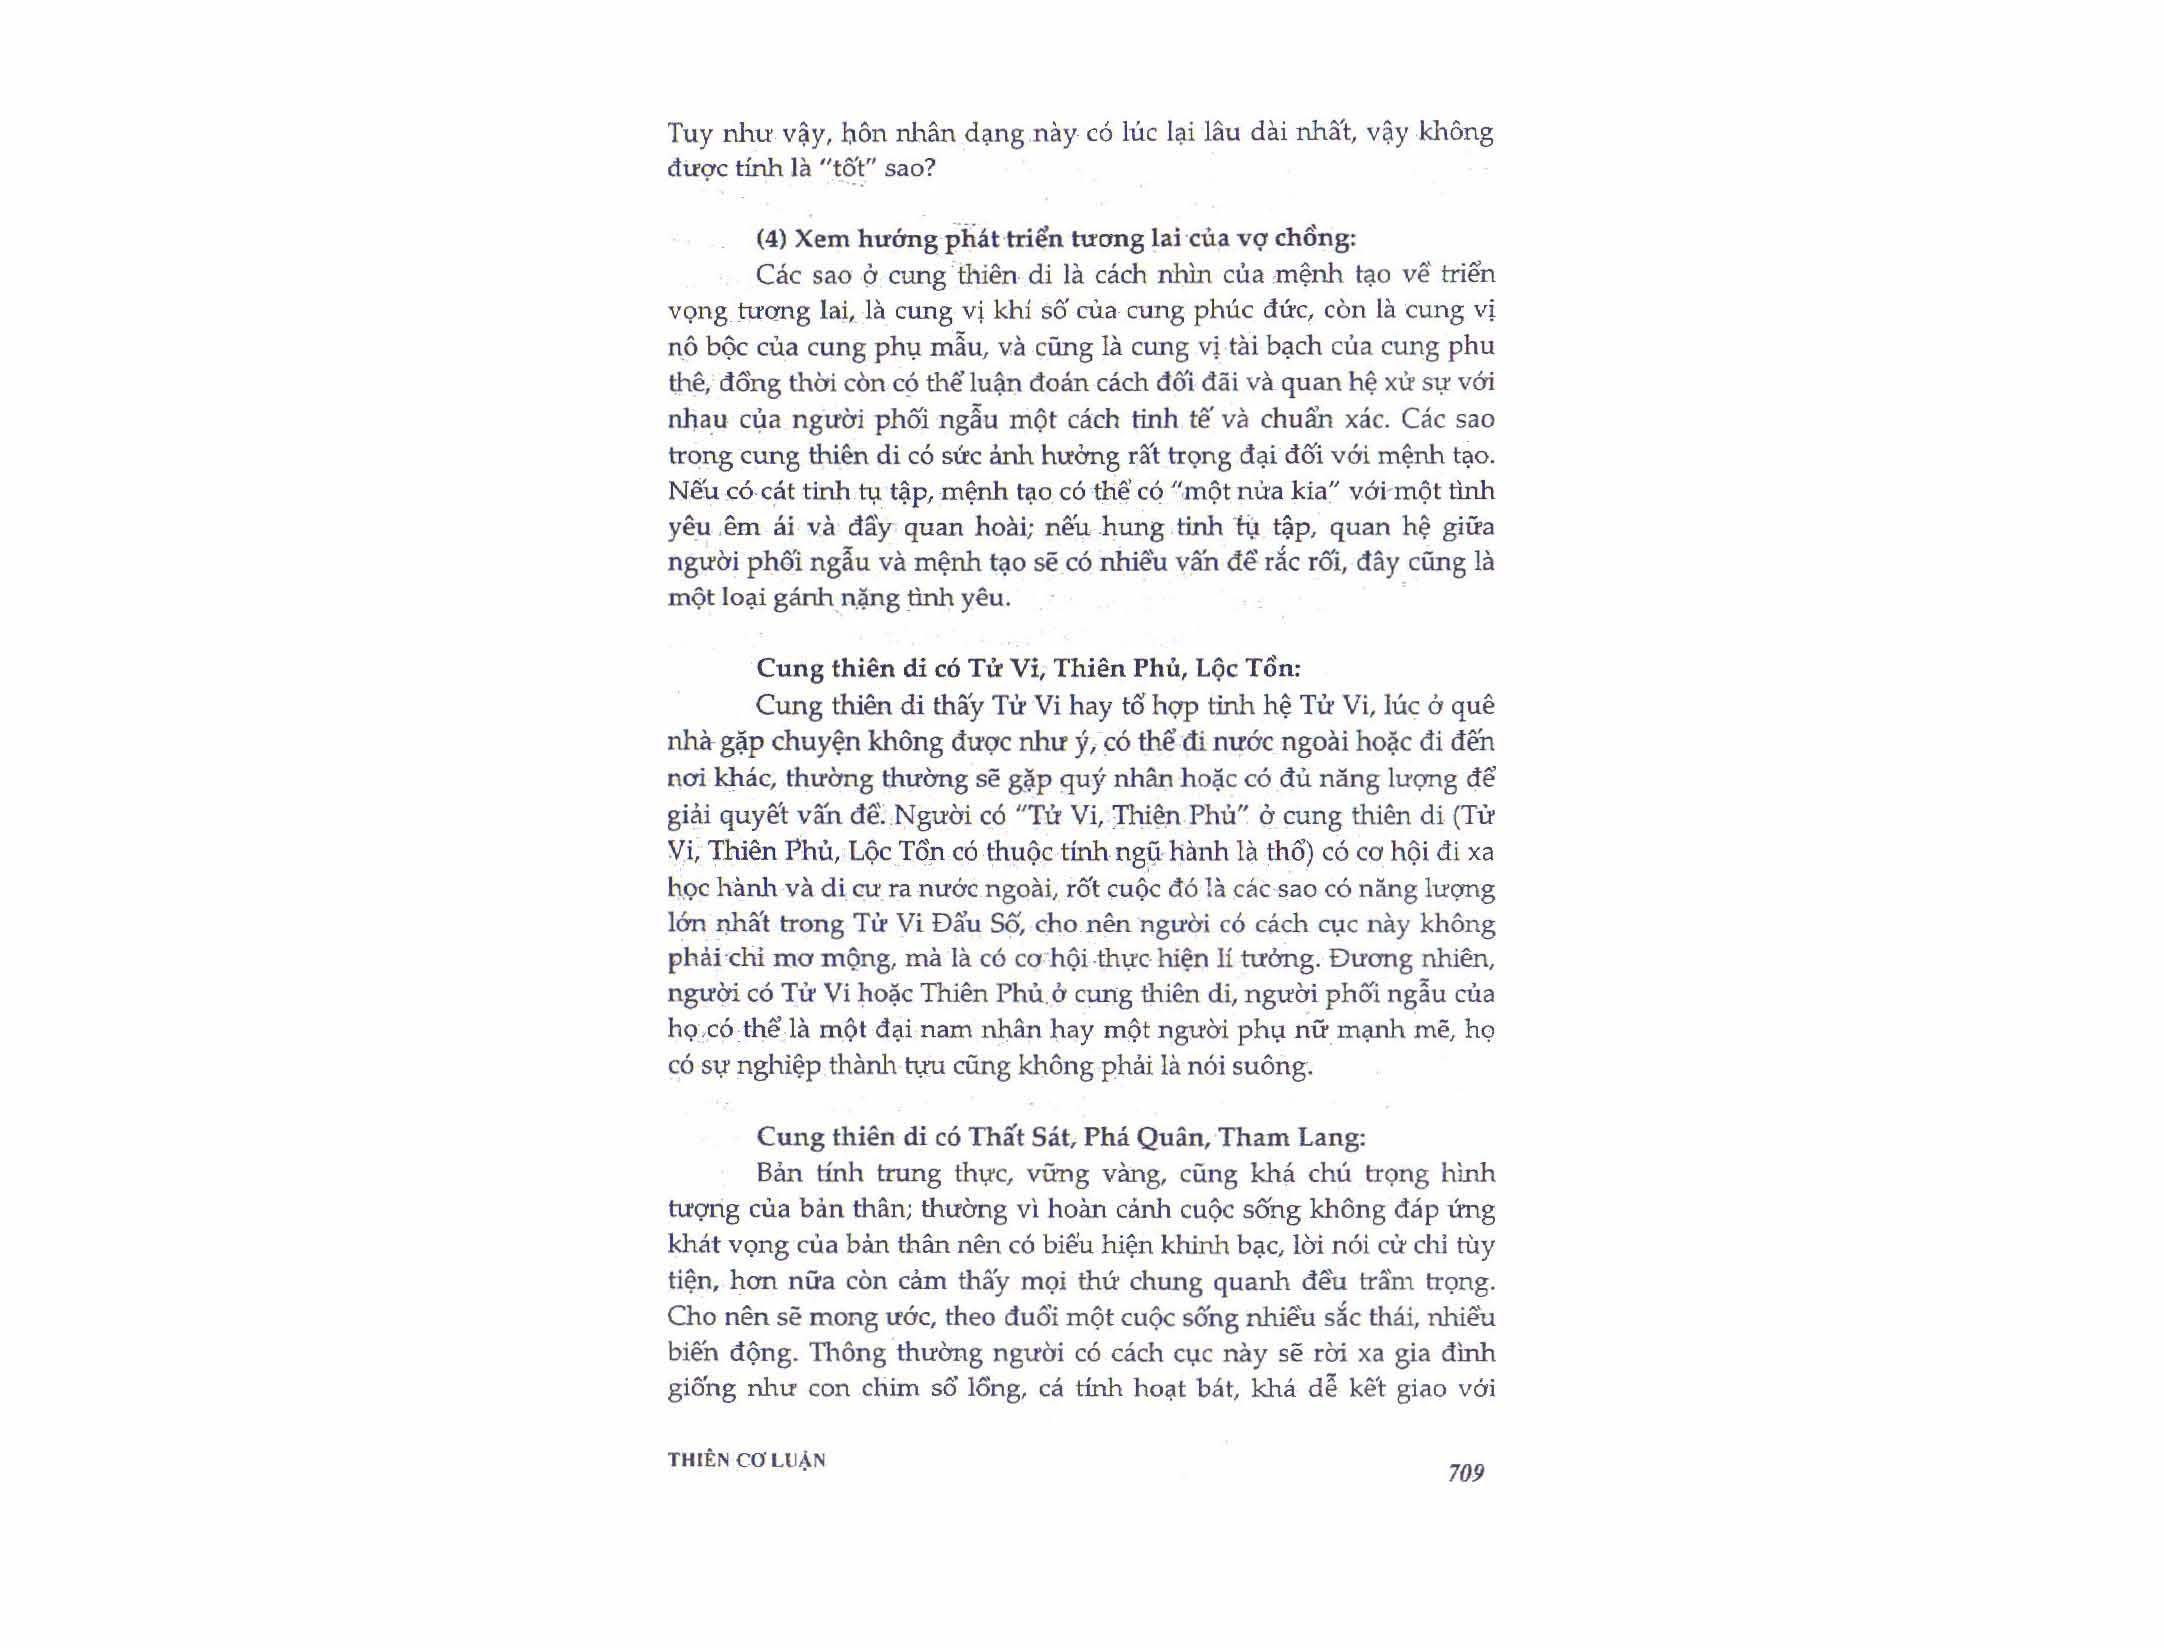 Tuy như vậy, hôn nhân dạng này có lúc lại lâu dài nhất, vậy không
được tính là "tốt" sao?
(4) Xem hướng phát triển tương lai của vợ chồng:
Các sao ở cung thiên di là cách nhìn của mệnh tạo về triển
vọng tương lai, là cung vị khí số của cung phúc đức, còn là cung vị
nô bộc của cung phụ mẫu, và cũng là cung vị tài bạch của cung phu
thê, đồng thời còn có thể luận đoán cách đối đãi và quan hệ xử sự với
nhau của người phối ngẫu một cách tinh tế và chuẩn xác. Các sao
trong cung thiên di có sức ảnh hưởng rất trọng đại đối với mệnh tạo.
Nếu có cát tinh tụ tập, mệnh tạo có thể có "một nửa kia" với một tình
yêu êm ái và đầy quan hoài; nếu hung tinh tụ tập, quan hệ giữa
người phối ngẫu và mệnh tạo sẽ có nhiều vấn đề rắc rối, đây cũng là
một loại gánh nặng tình yêu.
Cung thiên di có Tử Vi, Thiên Phủ, Lộc Tồn:
Cung thiên di thấy Tử Vi hay tổ hợp tinh hệ Tử Vi, lúc ở quê
nhà gặp chuyện không được như ý, có thể đi nước ngoài hoặc đi đến
nơi khác, thường thường sẽ gặp quý nhân hoặc có đủ năng lượng để
giải quyết vấn đề. Người có "Tử Vi, Thiên Phủ" ở cung thiên di (Tử
Vi, Thiên Phủ, Lộc Tồn có thuộc tính ngũ hành là thổ) có cơ hội đi xa
học hành và di cư ra nước ngoài, rốt cuộc đó là các sao có năng lượng
lớn nhất trong Tử Vi Đẩu Số, cho nên người có cách cục này không
phải chỉ mơ mộng, mà là có cơ hội thực hiện lí tưởng. Đương nhiên,
người có Tử Vi hoặc Thiên Phủ ở cung thiên di, người phối ngẫu của
họ có thể là một đại nam nhân hay một người phụ nữ mạnh mẽ, họ
có sự nghiệp thành tựu cũng không phải là nói suông.
Cung thiên di có Thất Sát, Phá Quân, Tham Lang:
Bản tính trung thực, vững vàng, cũng khá chú trọng hình
tượng của bản thân; thường vì hoàn cảnh cuộc sống không đáp ứng
khát vọng của bản thân nên có biểu hiện khinh bạc, lời nói cử chỉ tùy
tiện, hơn nữa còn cảm thấy mọi thứ chung quanh đều trầm trọng.
Cho nên sẽ mong ước, theo đuổi một cuộc sống nhiều sắc thái, nhiều
biến động. Thông thường người có cách cục này sẽ rời xa gia đình
giống như con chim sổ lồng, cá tính hoạt bát, khá dễ kết giao với
THIÊN CƠ LUẬN
709